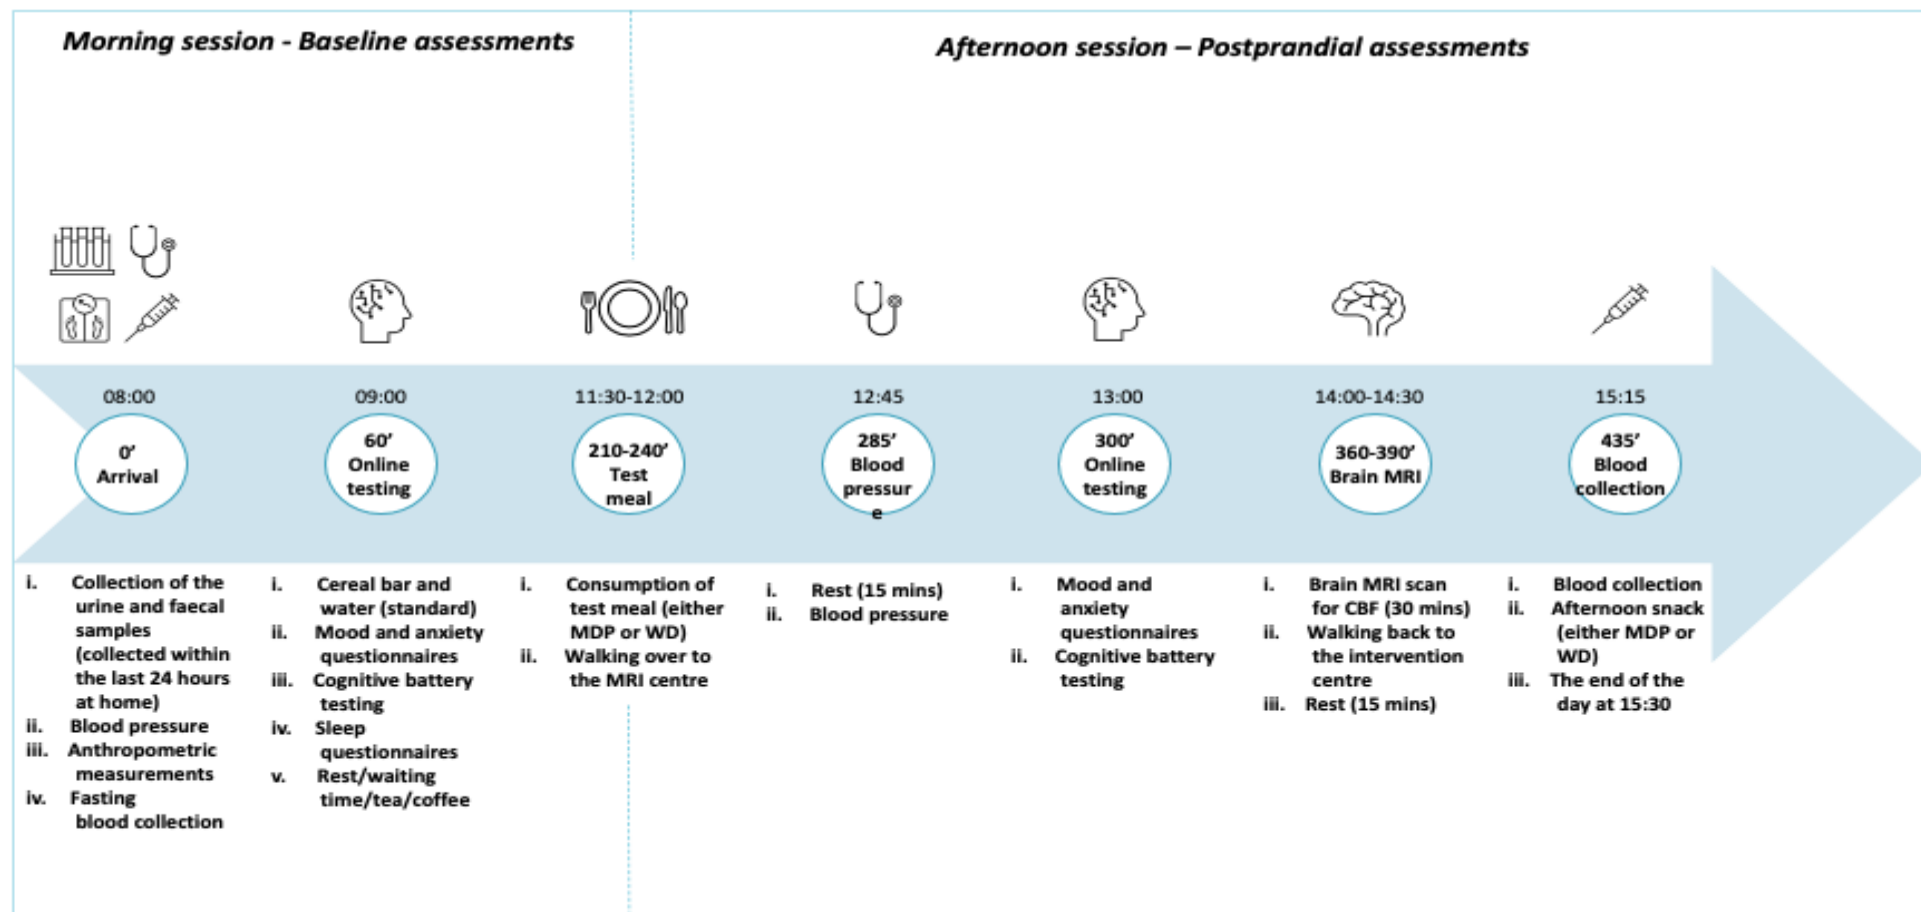 Morning session - Baseline assessments
Afternoon session – Postprandial assessments
08:00
0’
Arrival
i. Collection of the
urine and faecal
samples
(collected within
the last 24 hours
at home)
ii. Blood pressure
iii. Anthropometric
measurements
iv. Fasting
blood collection
09:00
60’
Online
testing
i. Cereal bar and
water (standard)
ii. Mood and anxiety
questionnaires
iii. Cognitive battery
testing
iv. Sleep
questionnaires
v. Rest/waiting
time/tea/coffee
11:30-12:00
210-240’
Test
meal
i. Consumption of
test meal (either
MDP or WD)
ii. Walking over to
the MRI centre
12:45
285’
Blood
pressur
e
i. Rest (15 mins)
ii. Blood pressure
13:00
300’
Online
testing
i. Mood and
anxiety
questionnaires
ii. Cognitive battery
testing
14:00-14:30
360-390’
Brain MRI
i. Brain MRI scan
for CBF (30 mins)
ii. Walking back to
the intervention
centre
iii. Rest (15 mins)
15:15
435’
Blood
collection
i. Blood collection
ii. Afternoon snack
(either MDP or
WD)
iii. The end of the
day at 15:30